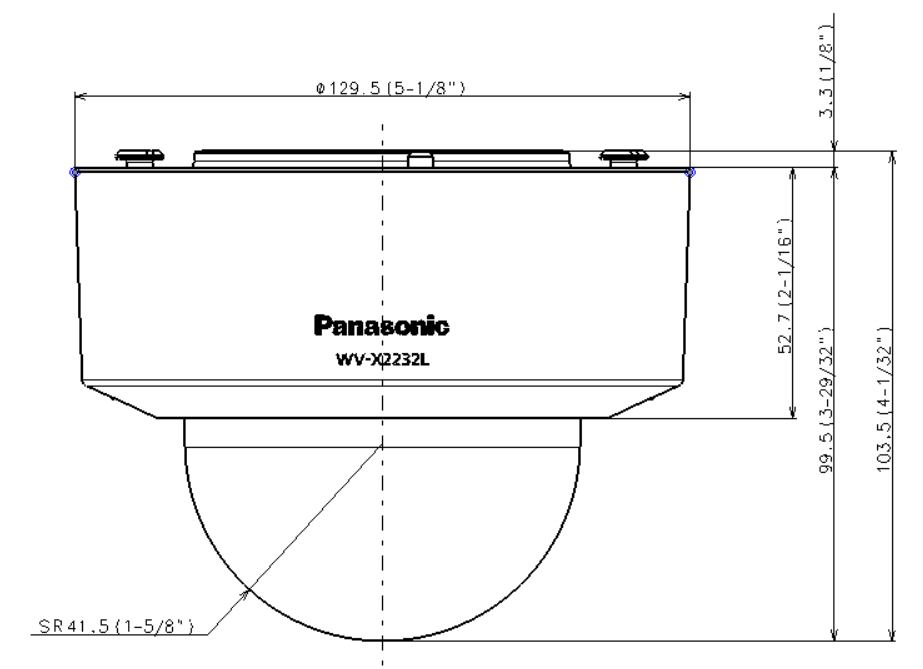 ø129.5(5-1/8")
3.3(1/8")
52.7(2-1/16")
99.5(3-29/32")
103.5(4-1/32")
Panasonic
WV-X2232L
SR41.5(1-5/8")